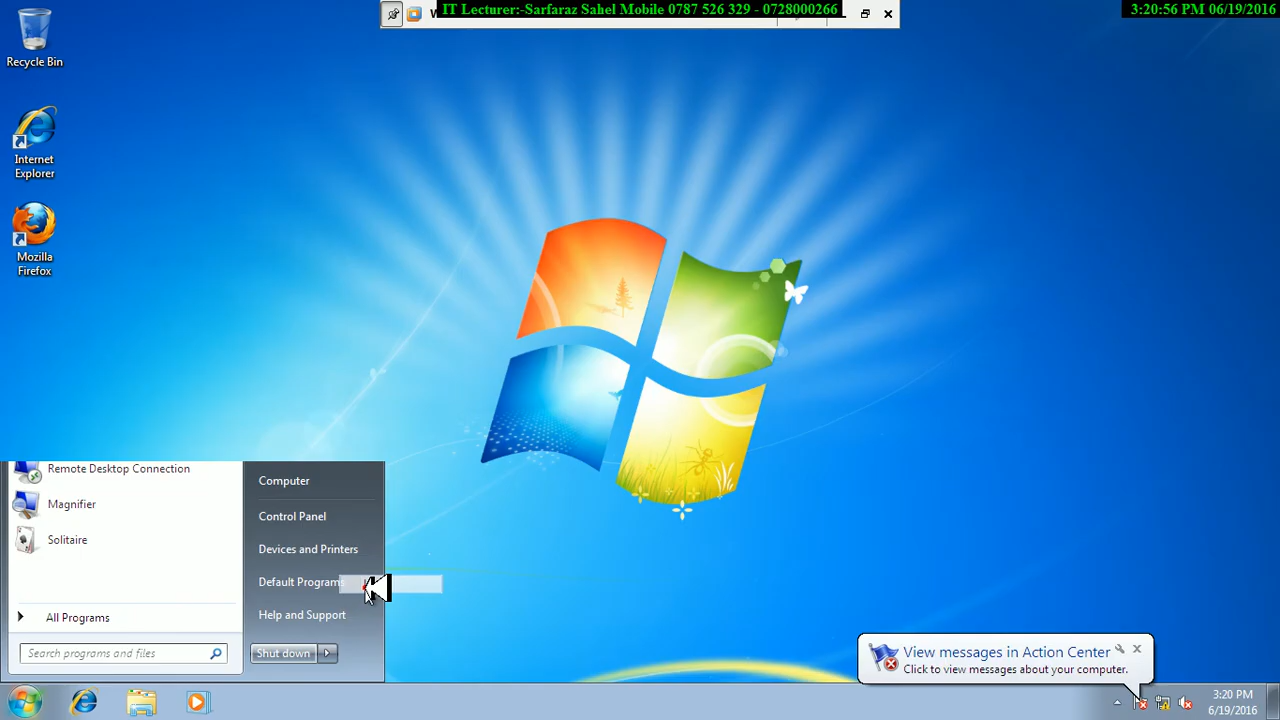 IT Lecturer:-Sarfaraz Sahel Mobile 0787 526 329 - 0728000266
3:20:56 PM 06/19/2016
Recycle Bin
Internet
Explorer
Mozilla
Firefox
Remote Desktop Connection
Magnifier
Solitaire
All Programs
Search programs and files
Computer
Control Panel
Devices and Printers
Default Programs
Help and Support
Shut down
View messages in Action Center
Click to view messages about your computer.
3:20 PM
6/19/2016